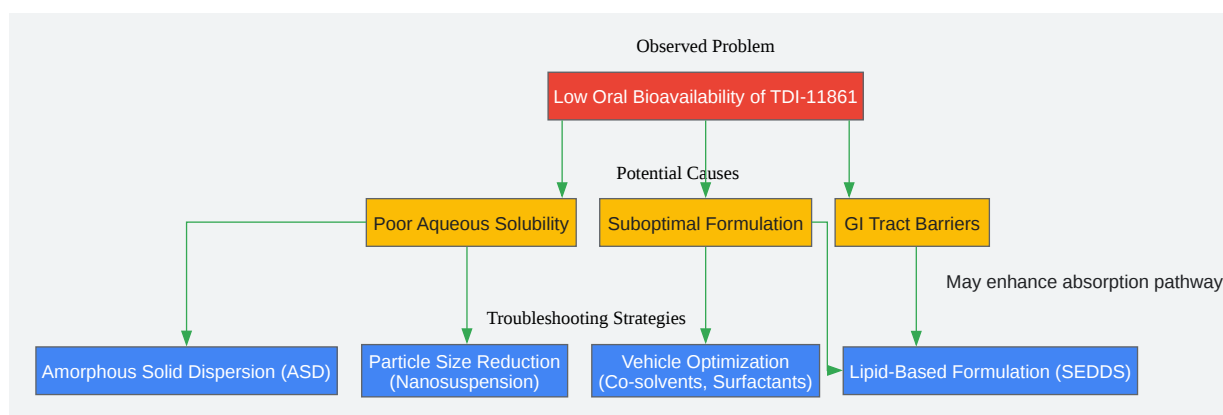 Observed Problem
Low Oral Bioavailability of TDI-11861
Potential Causes
Poor Aqueous Solubility
Suboptimal Formulation
GI Tract Barriers
May enhance absorption pathway
Troubleshooting Strategies
Amorphous Solid Dispersion (ASD)
Particle Size Reduction
(Nanosuspension)
Vehicle Optimization
(Co-solvents, Surfactants)
Lipid-Based Formulation (SEDDS)